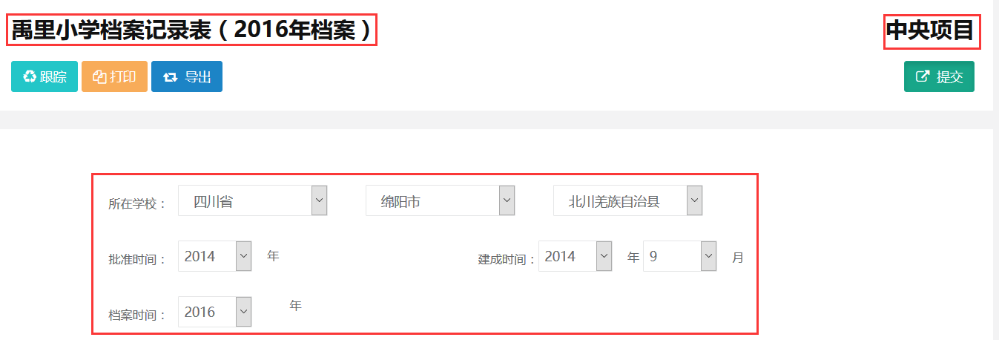 禹里小学档案记录表（2016年档案） 中央项目
跟踪 打印 导出 提交
所在学校： 四川省 绵阳市 北川羌族自治县
批准时间： 2014 年 建成时间： 2014 年 9 月
档案时间： 2016 年